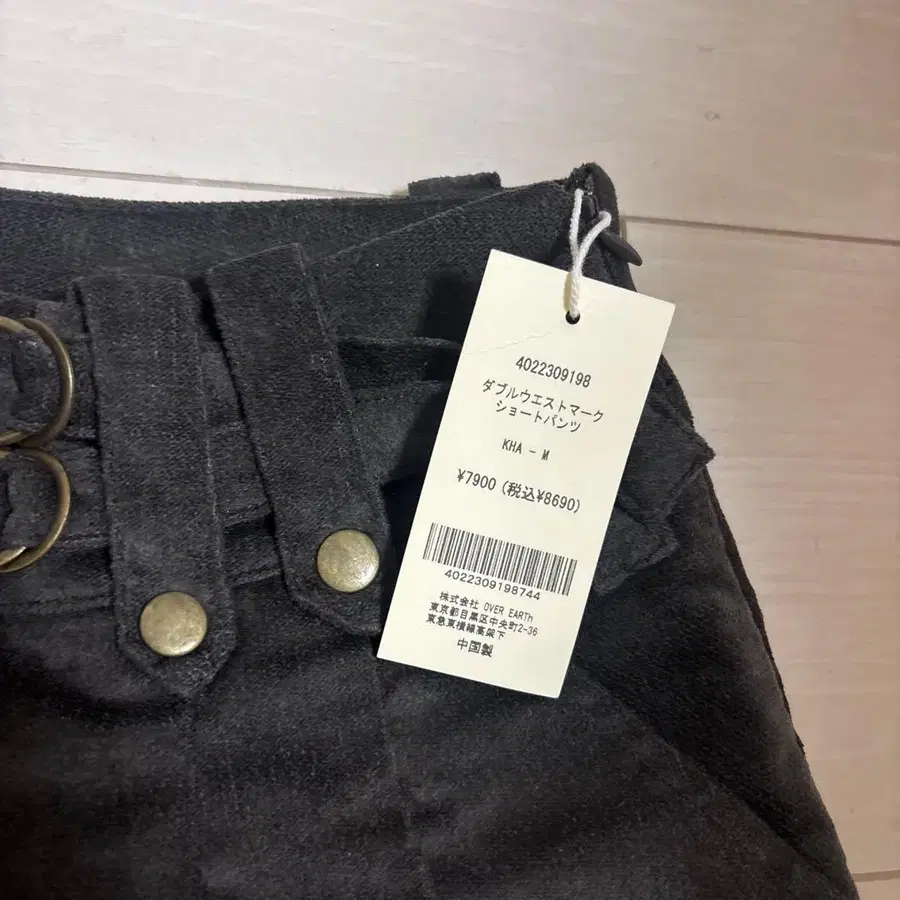 4022309198
ダブルウエストマーク
ショートパンツ
KHA - M
¥7900 (税込¥8690)
4022309198744
株式会社 OVER EARTh
東京都目黒区中央町2-36
東急東横線高架下
中国製